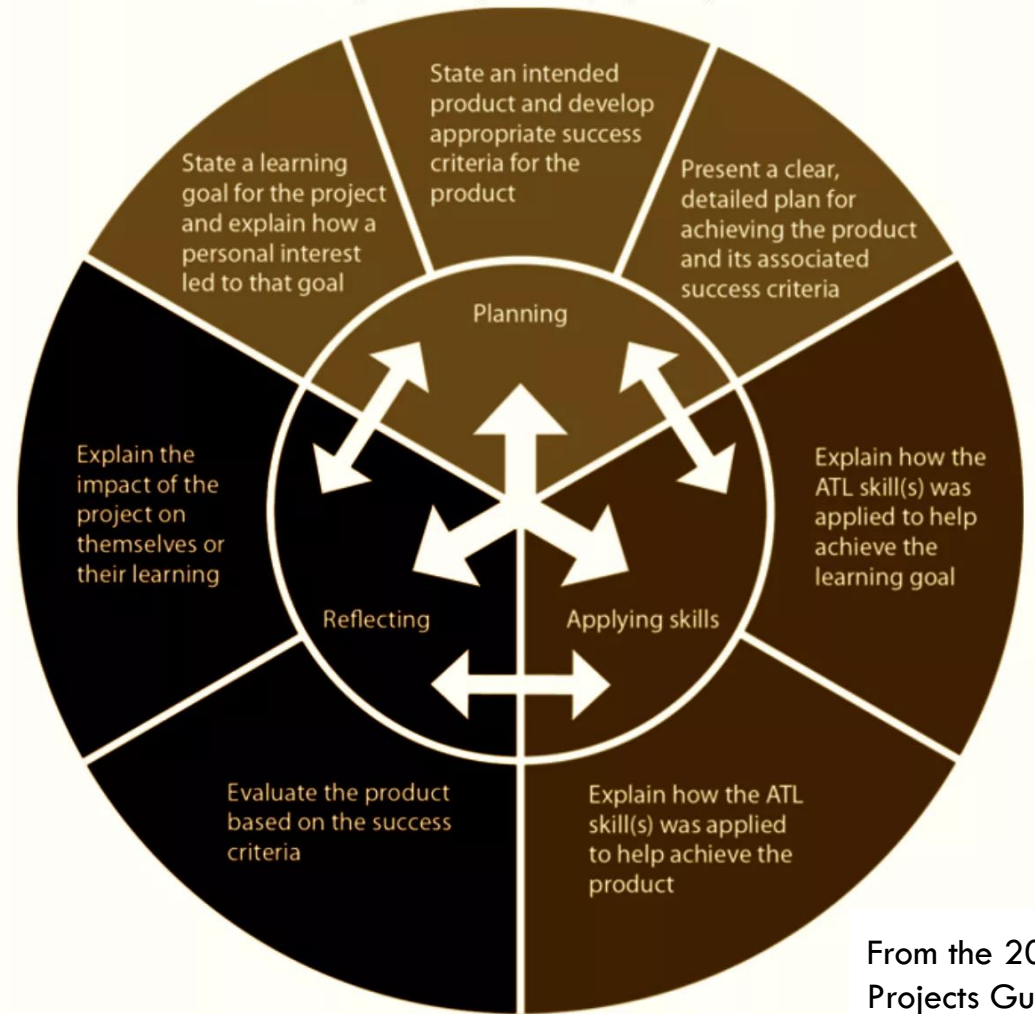 State an intended
product and develop
appropriate success
criteria for the
product
State a learning
goal for the project
and explain how a
personal interest
led to that goal
Present a clear,
detailed plan for
achieving the product
and its associated
success criteria
Planning
Explain the
impact of the
project on
themselves or
their learning
Explain how the
ATL skill(s) was
applied to help
achieve the
learning goal
Reflecting
Applying skills
Evaluate the product
based on the success
criteria
Explain how the ATL
skill(s) was applied
to help achieve the
product
From the
Projects